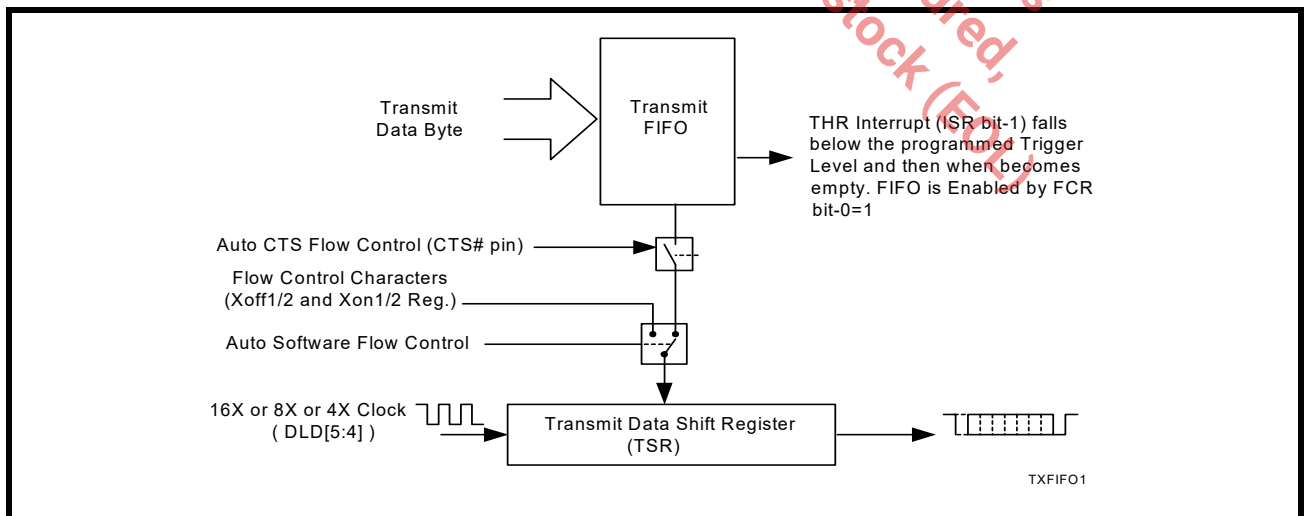 ured,
stock (EOL)
Transmit
Data Byte
Transmit
FIFO
THR Interrupt (ISR bit-1) falls
below the programmed Trigger
Level and then when becomes
empty. FIFO is Enabled by FCR
bit-0=1
Auto CTS Flow Control (CTS# pin)
Flow Control Characters
(Xoff1/2 and Xon1/2 Reg.)
Auto Software Flow Control
16X or 8X or 4X Clock
( DLD[5:4] )
Transmit Data Shift Register
(TSR)
TXFIFO1